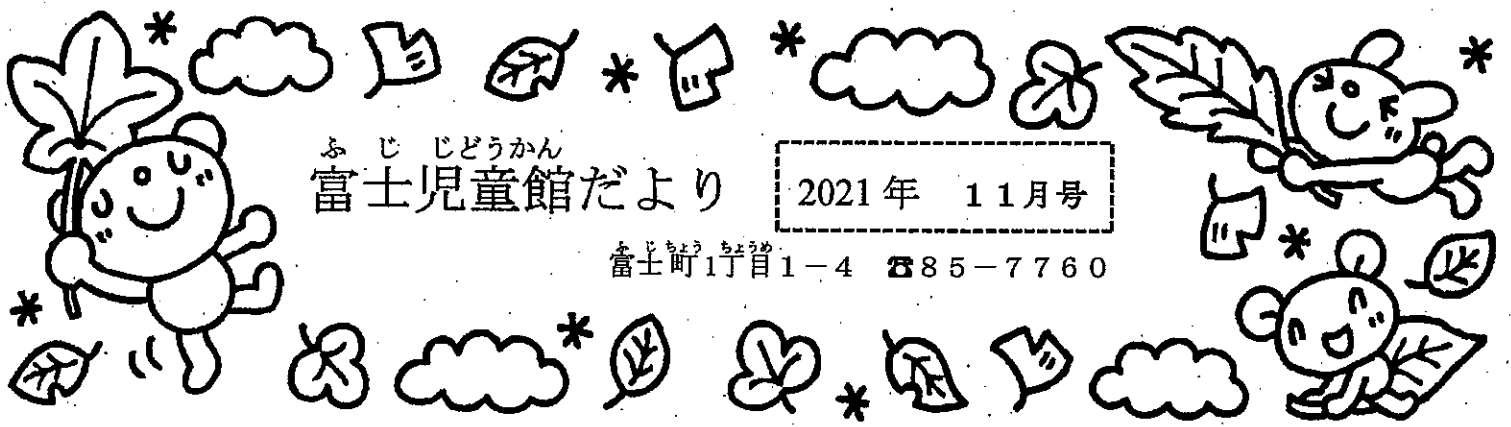 ふじ じどうかん
富士児童館だより
2021年 11月号
ふじちょう ちょうめ
富士町1丁目1−4 ☎85−7760